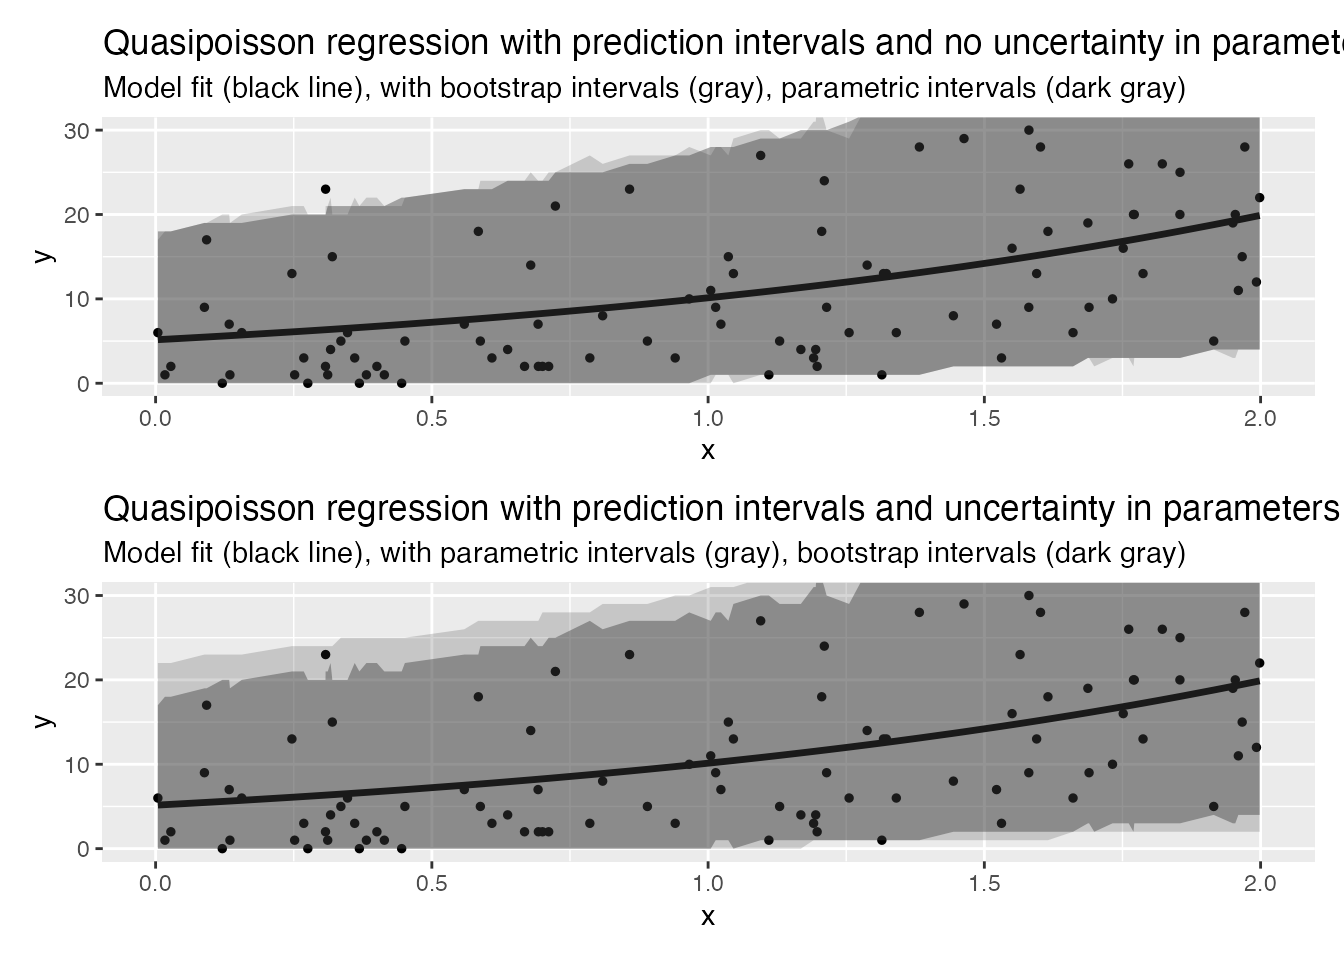 Quasipoisson regression with prediction intervals and no uncertainty in
Model fit (black line), with bootstrap intervals (gray), parametric intervals (dark gray)
30
20
10
0
y
0.0 0.5 1.0 1.5 2.0
x
Quasipoisson regression with prediction intervals and uncertainty in parameters
Model fit (black line), with parametric intervals (gray), bootstrap intervals (dark gray)
30
20
10
0
y
0.0 0.5 1.0 1.5 2.0
x